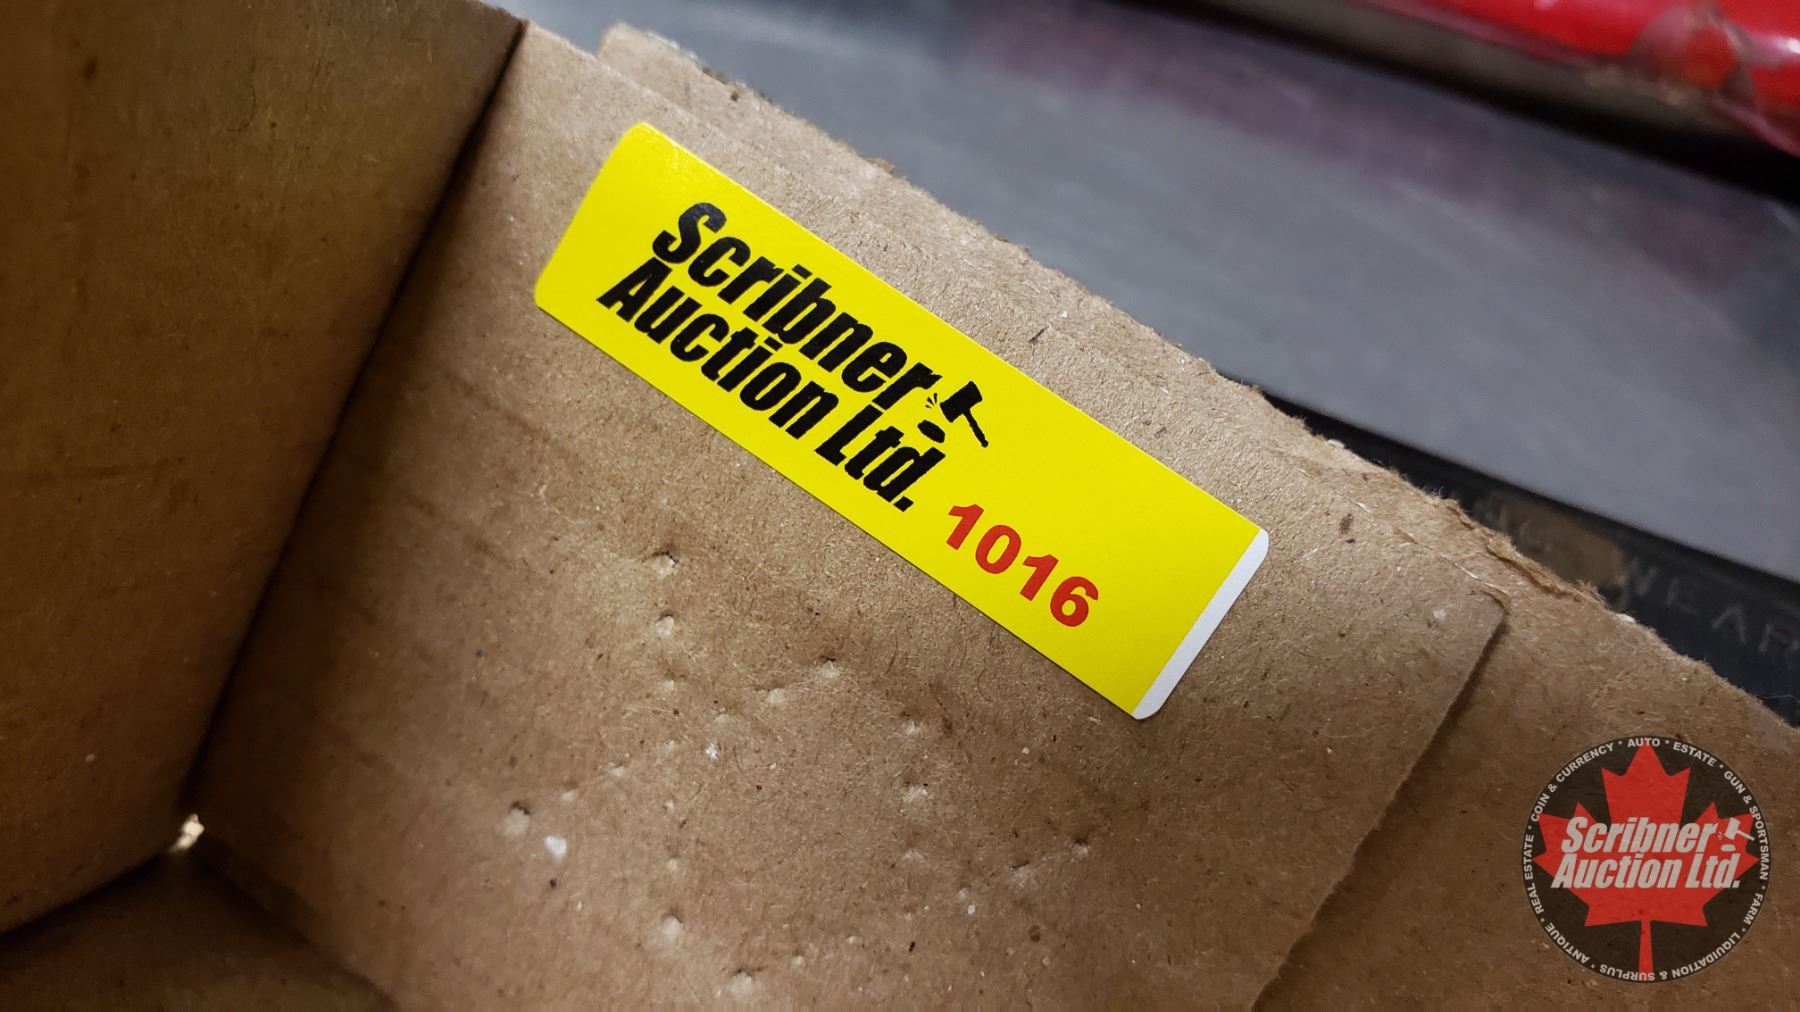 Scribner
Auction Ltd.
1016
COIN & CURRENCY * AUTO * ESTATE * GUN & SPORTSMAN * FARM * LIQUIDATION & SURPLUS * ANTIQUE * REAL ESTATE *
Scribner
Auction Ltd.